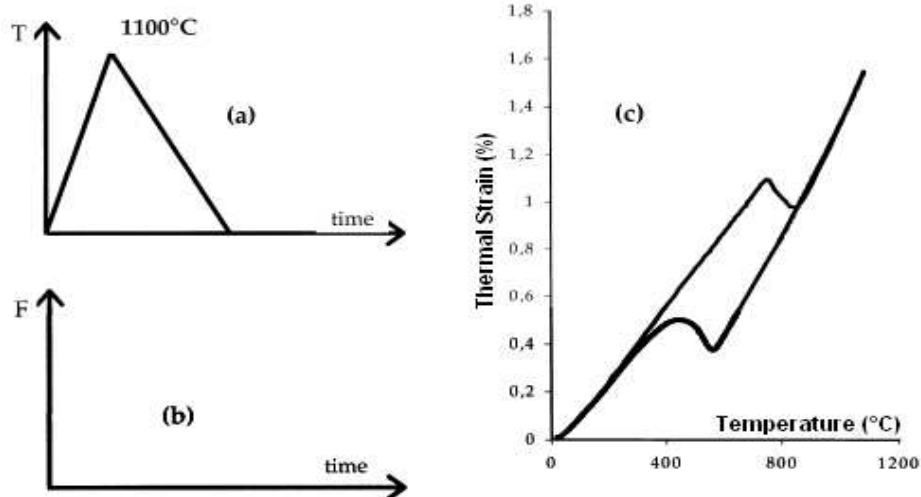 T
1100°C
(a)
time
F
(b)
time
1,8
1,6
1,4
1,2
1
0,8
0,6
0,4
0,2
0
Thermal Strain (%)
(c)
Temperature (°C)
0
400
800
1200